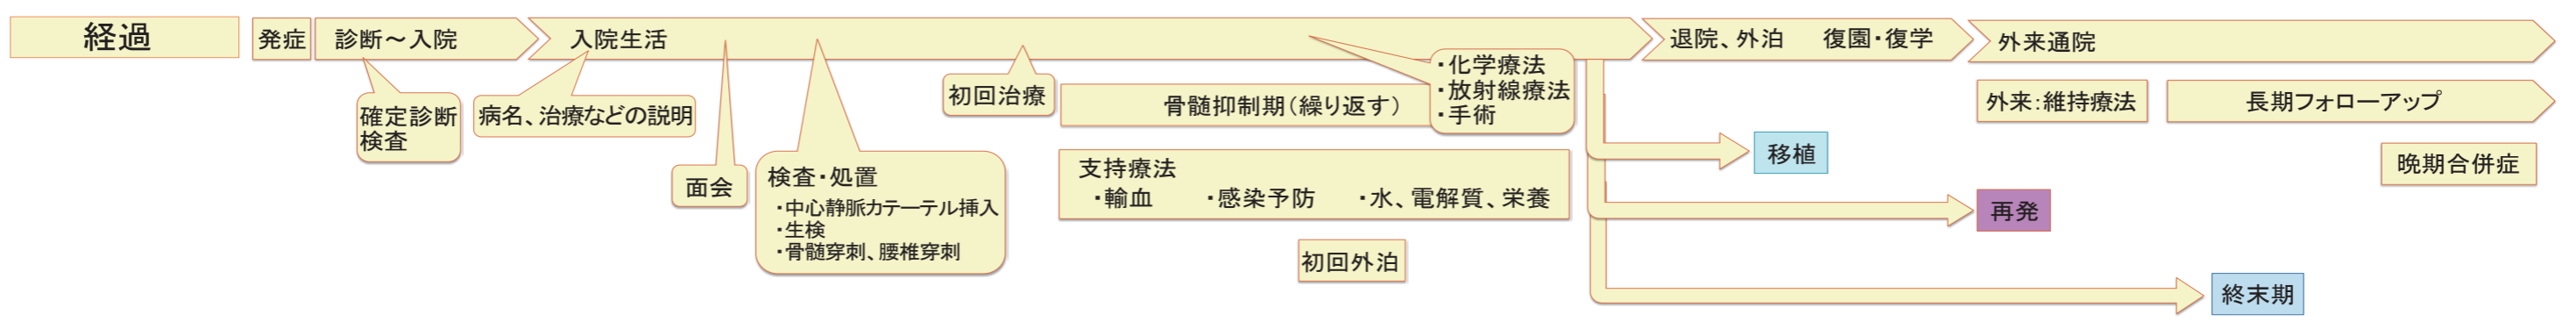 経過
発症
診断～入院
入院生活
退院、外泊 復園・復学
外来通院
確定診断
検査
病名、治療などの説明
面会
検査・処置
・中心静脈カテーテル挿入
・生検
・骨髄穿刺、腰椎穿刺
初回治療
骨髄抑制期（繰り返す）
・化学療法
・放射線療法
・手術
支持療法
・輸血 ・感染予防 ・水、電解質、栄養
初回外泊
移植
再発
終末期
外来：維持療法
長期フォローアップ
晩期合併症